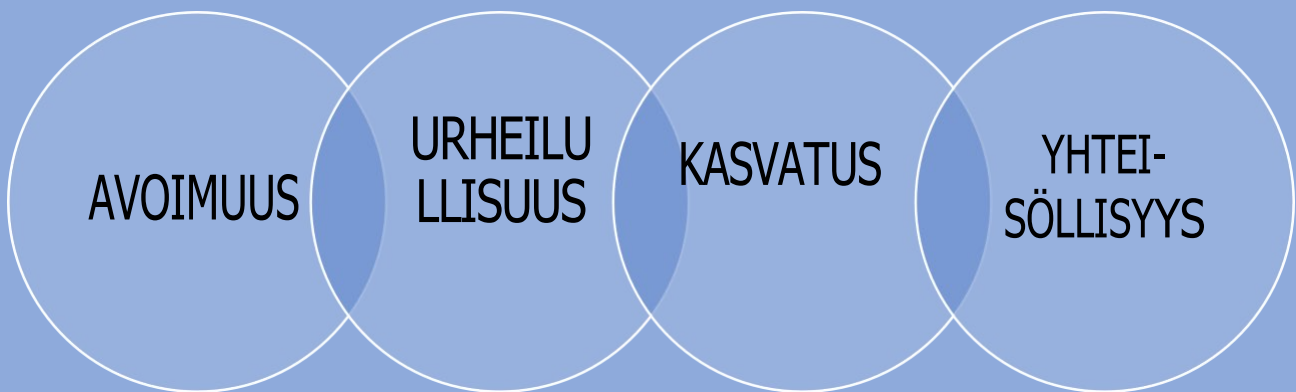 AVOIMUUS
URHEILU
LLISUUS
KASVATUS
YHTEI-
SÖLLISYYS